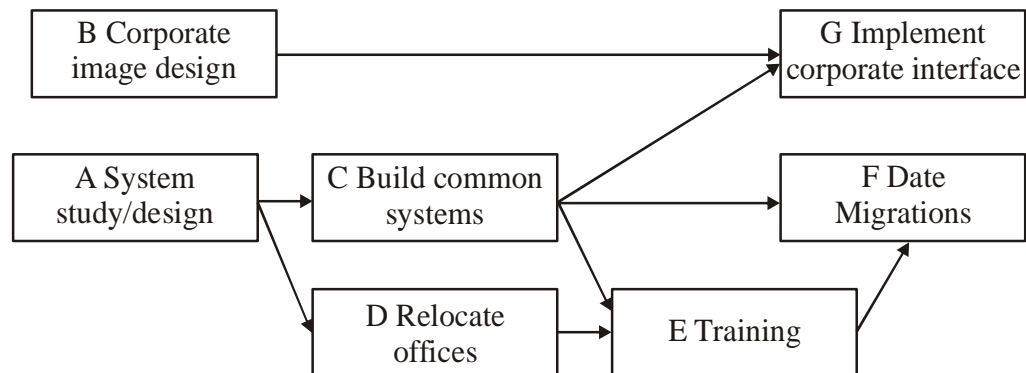 B Corporate
image design
G Implement
corporate interface
A System
study/design
C Build common
systems
F Date
Migrations
D Relocate
offices
E Training